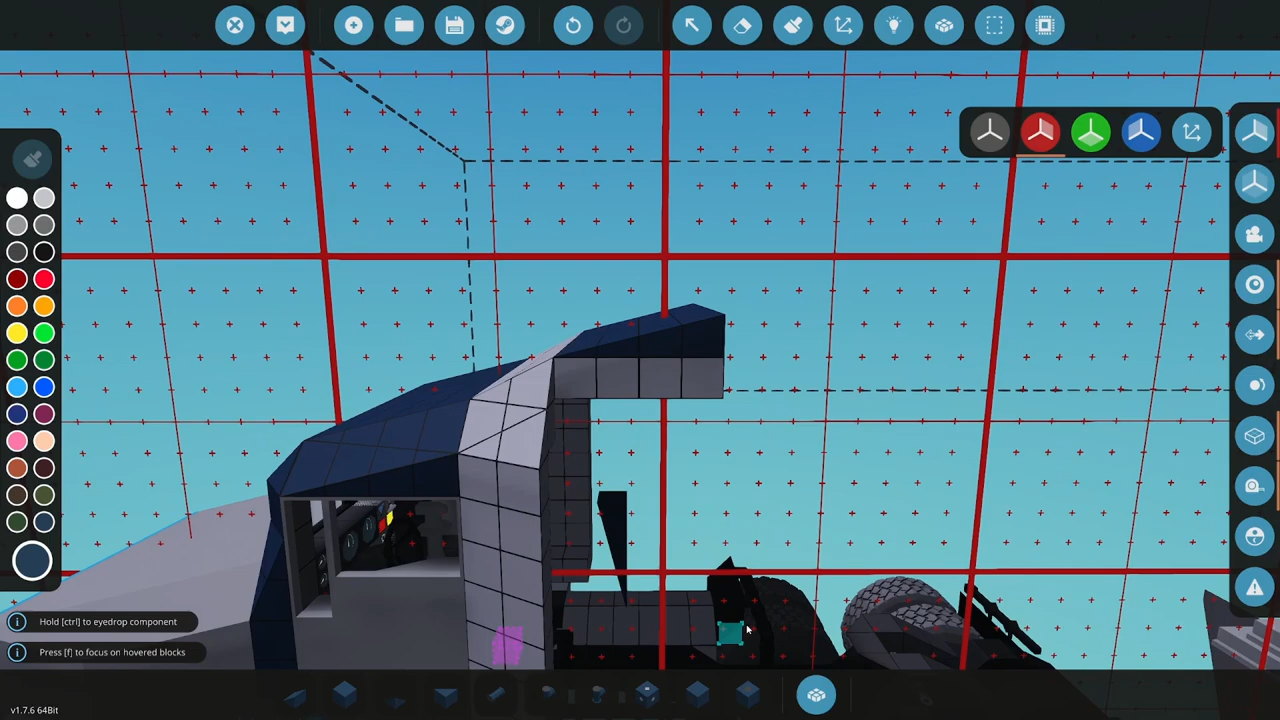 Hold [ctrl] to eyedrop component
Press [f] to focus on hovered blocks
v1.7.6 64Bit